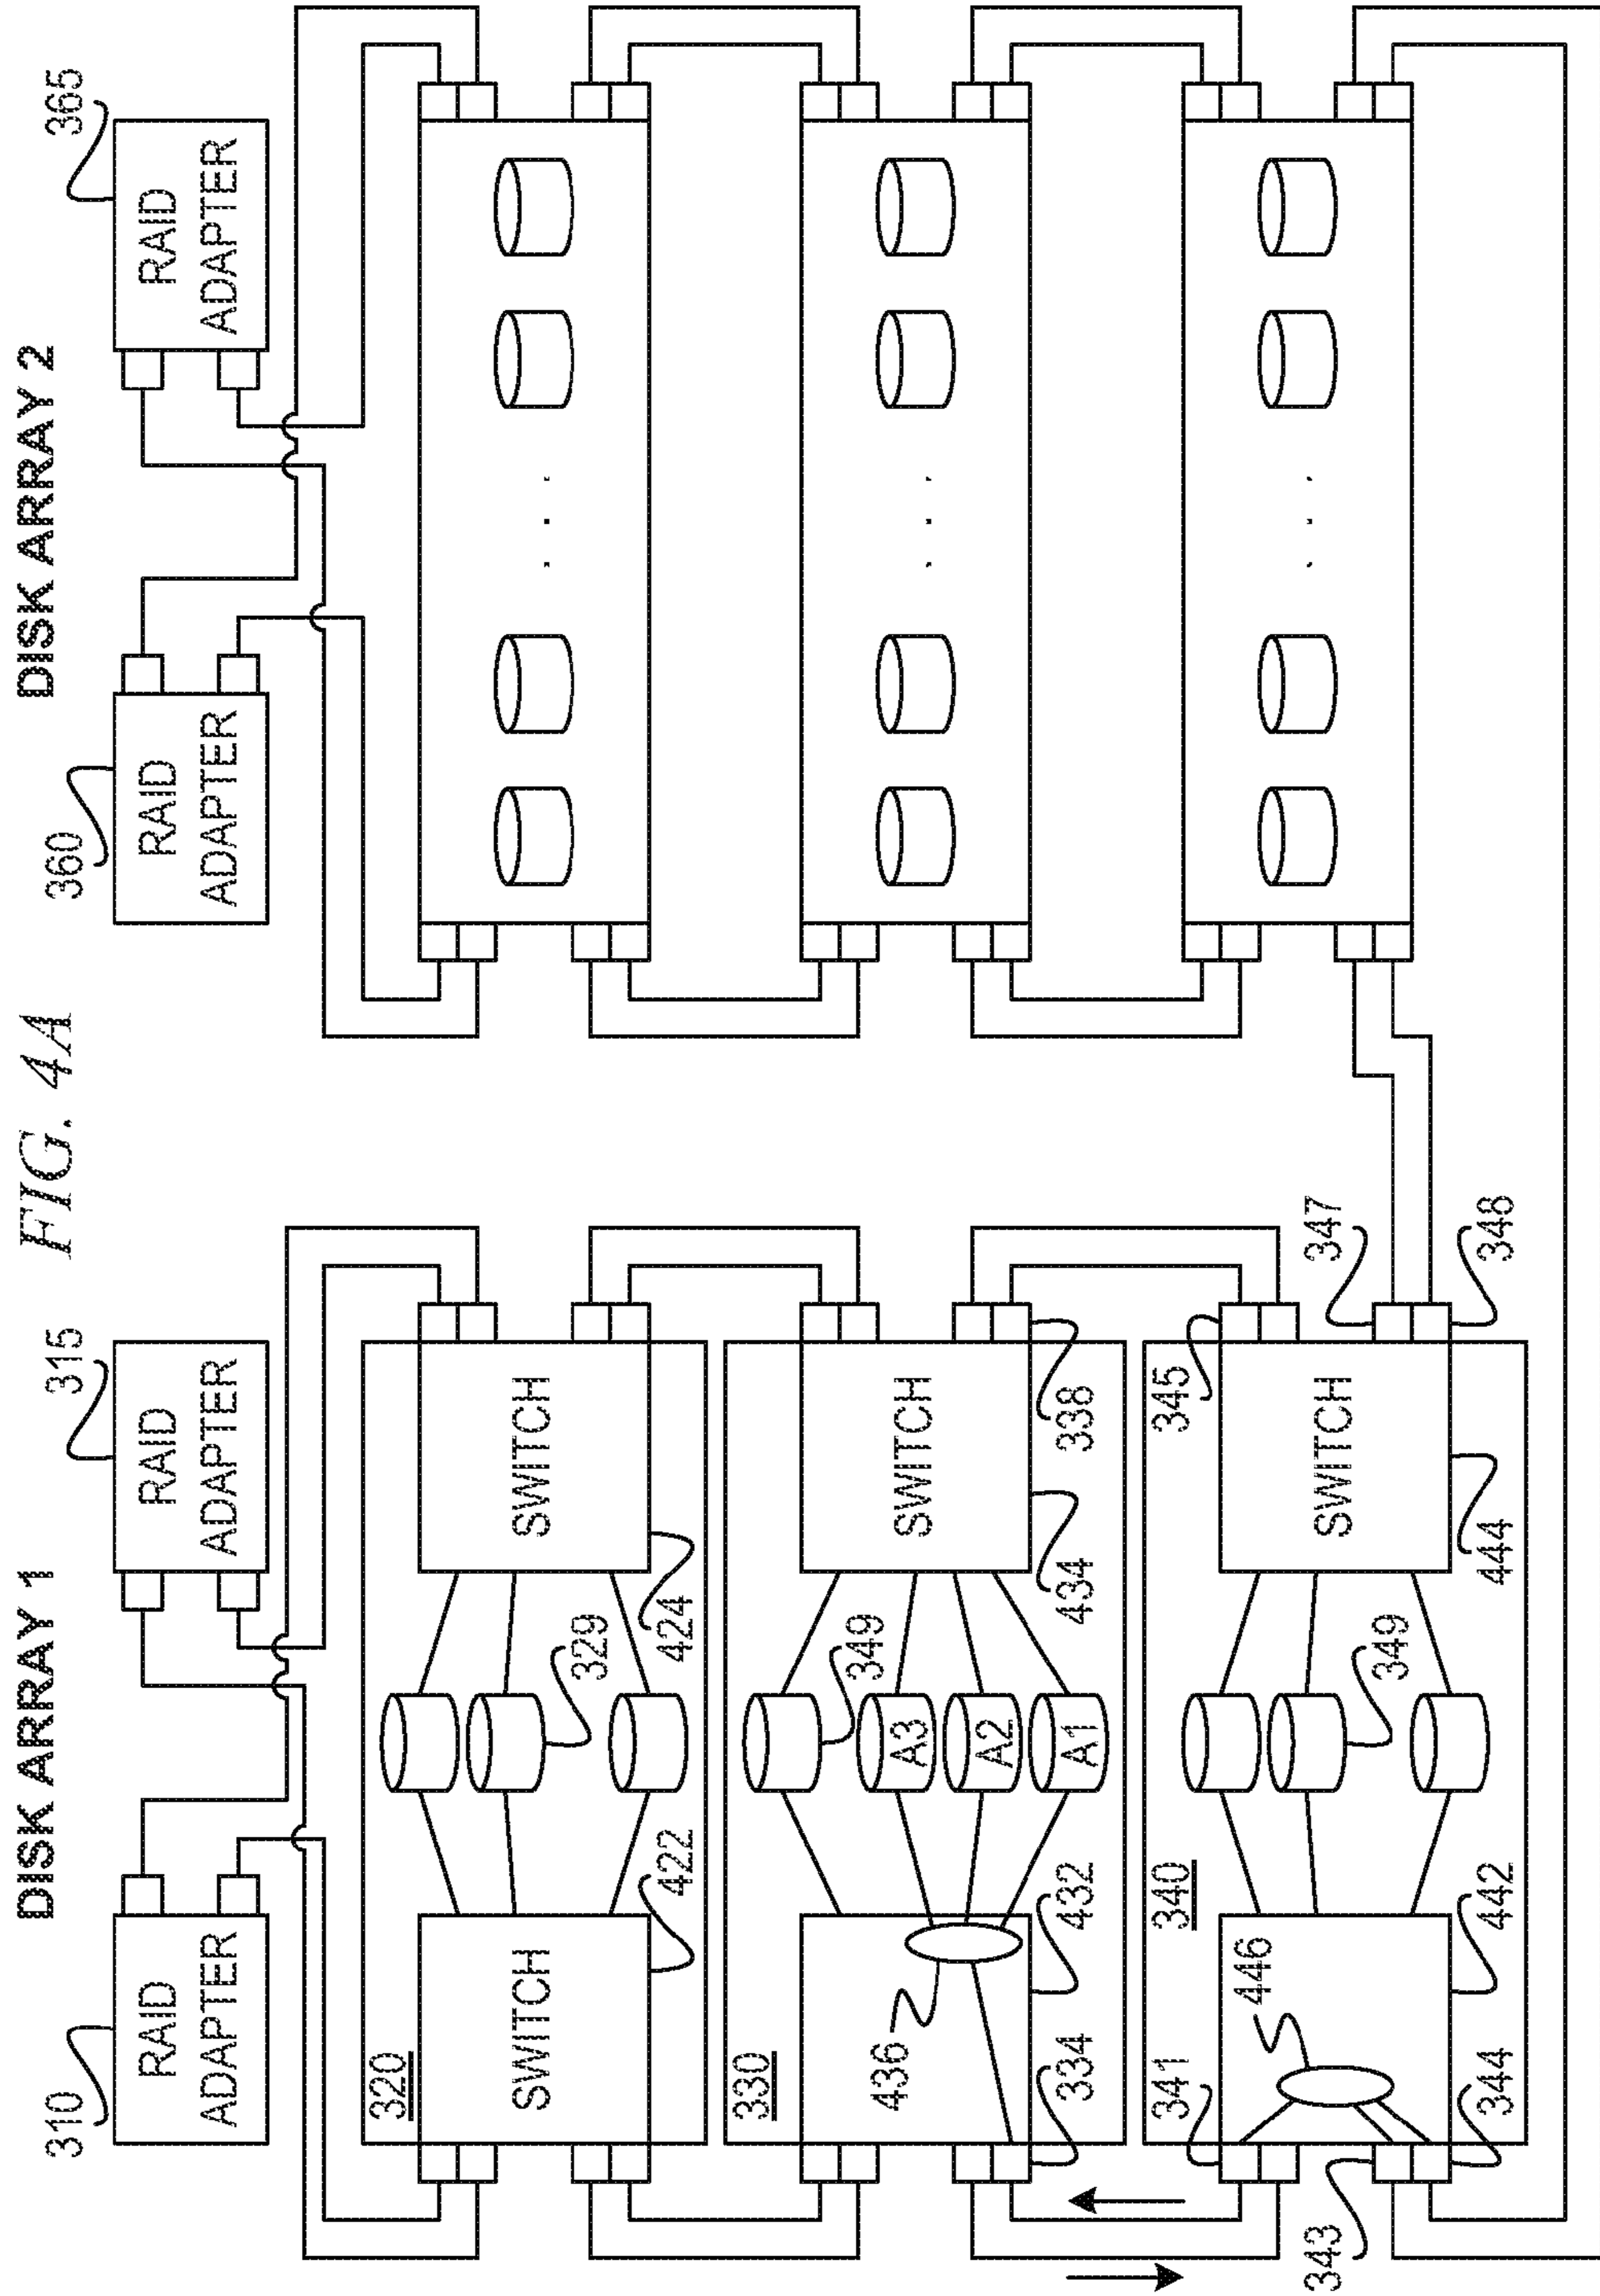 FIG. 4A
DISK ARRAY 1
DISK ARRAY 2
310
RAID
ADAPTER
315
RAID
ADAPTER
360
RAID
ADAPTER
365
RAID
ADAPTER
320
SWITCH
422
329
424
SWITCH
330
436
334
432
349
A3
A2
A1
434
SWITCH
338
340
341
446
343
344
442
349
444
SWITCH
345
347
348